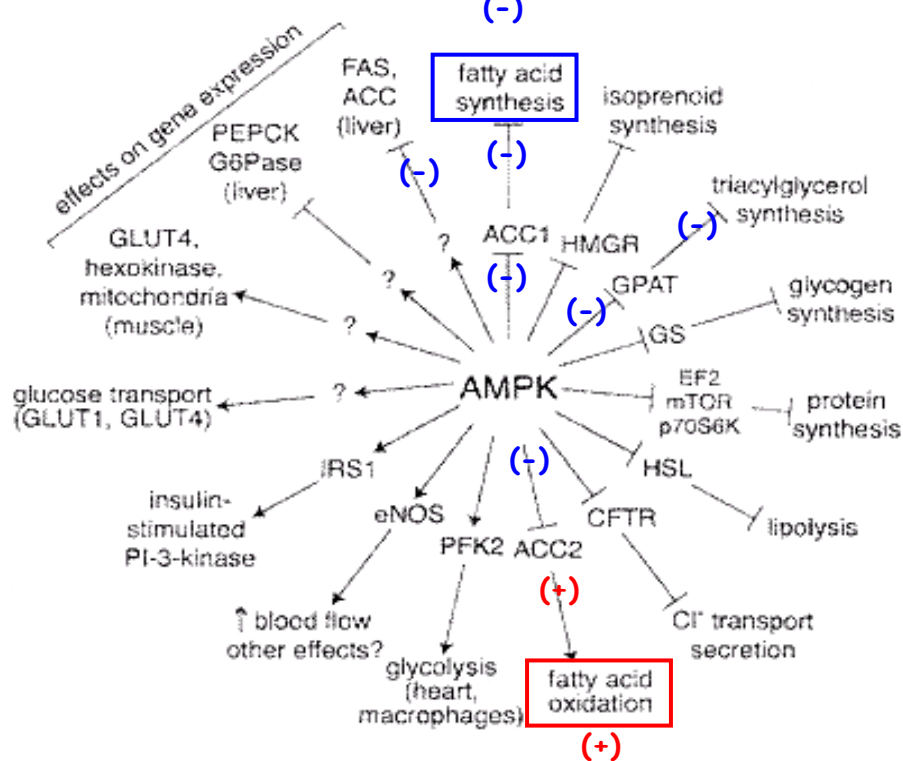 (-)
effects on gene expression
FAS,
ACC
(liver)
fatty acid
synthesis
isoprenoid
synthesis
PEPCK
G6Pase
(liver)
(-)
(-)
triacylglycerol
synthesis
(-)
GLUT4,
hexokinase,
mitochondria
(muscle)
?
ACC1
HMGR
?
(-)
GPAT
glycogen
synthesis
(-)
?
GS
AMPK
glucose transport
(GLUT1, GLUT4)
?
EF2
mTOR
p70S6K
protein
synthesis
IRS1
(-)
HSL
insulin-
stimulated
PI-3-kinase
eNOS
CFTR
lipolysis
PFK2
ACC2
(+)
↑ blood flow
other effects?
Cl⁻ transport
secretion
glycolysis
(heart,
macrophages)
fatty acid
oxidation
(+)